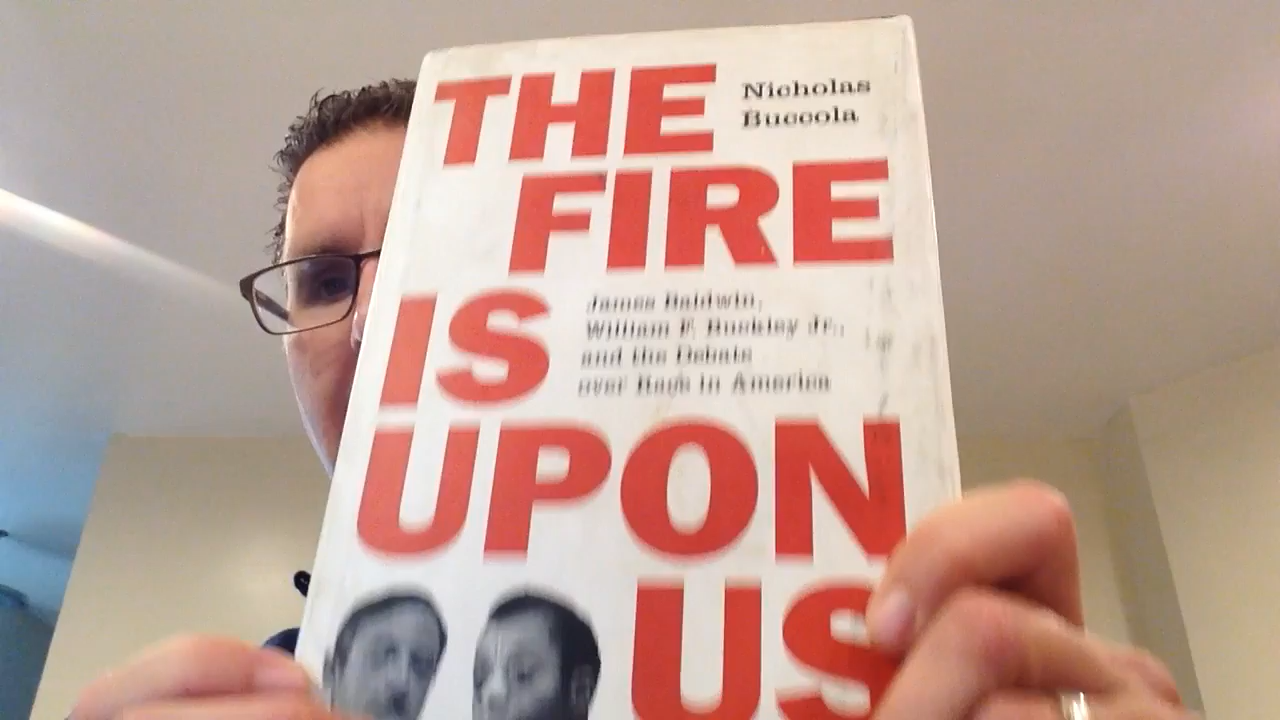 THE
Nicholas
Buccola
FIRE
IS
James Baldwin,
William F. Buckley Jr.,
and the Debate
over Race in America
UPON
US